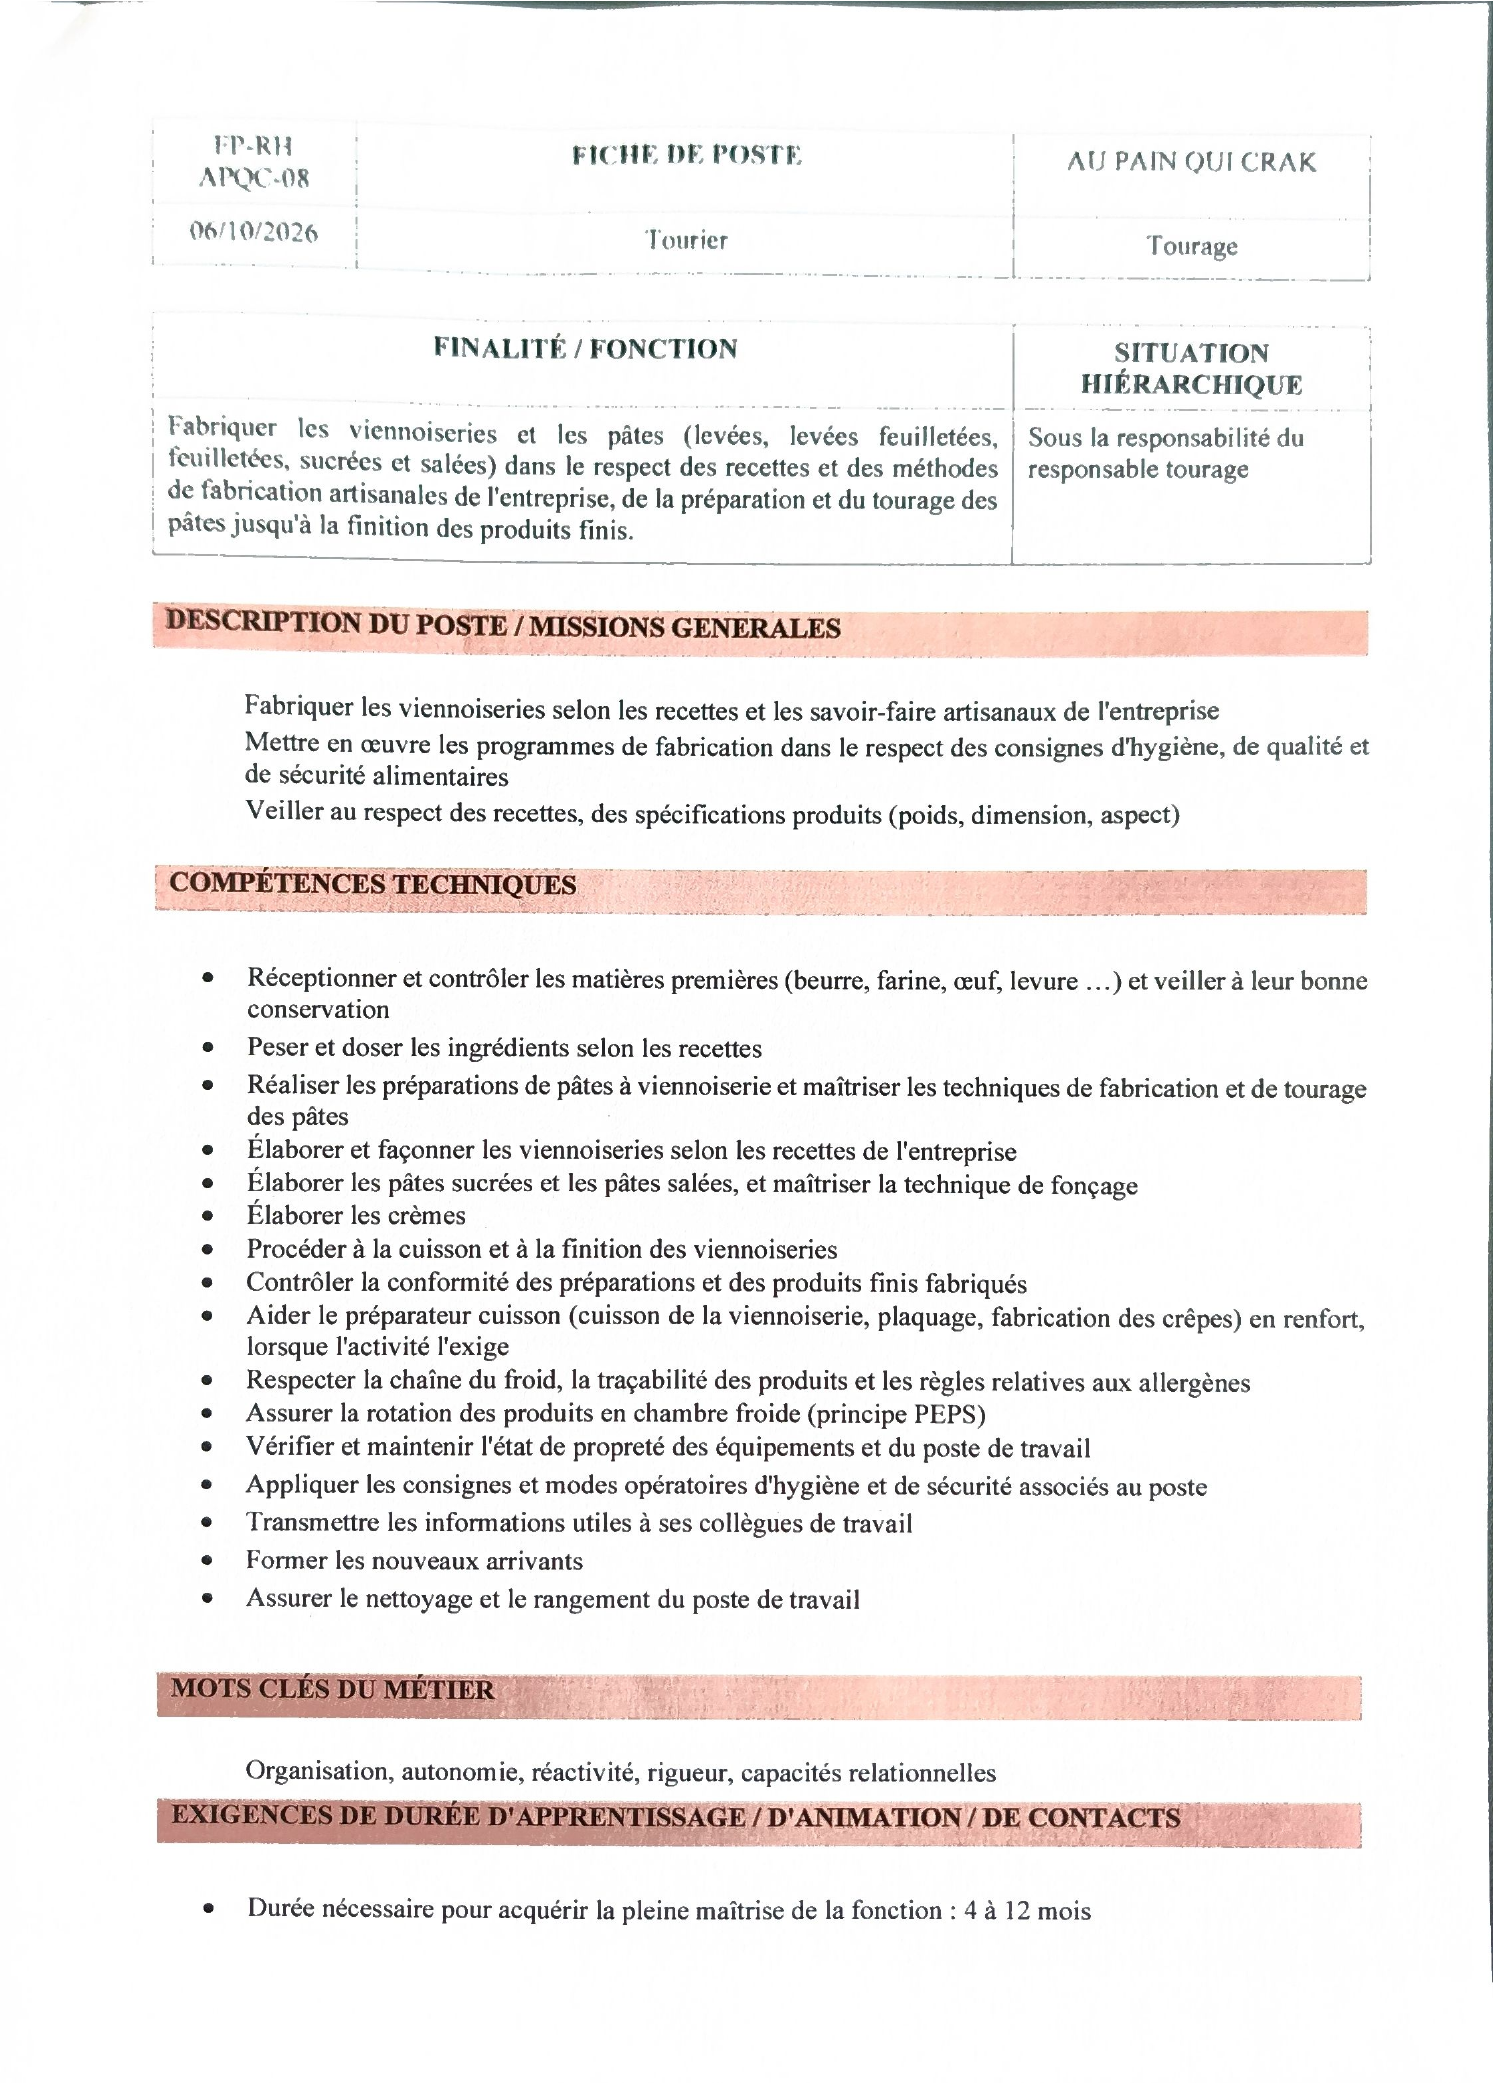 FP-RH
APQC-08
FICHE DE POSTE
AU PAIN QUI CRAK
06/10/2026
Tourier
Tourage
FINALITÉ / FONCTION
SITUATION
HIÉRARCHIQUE
Fabriquer les viennoiseries et les pâtes (levées, levées feuilletées,
feuilletées, sucrées et salées) dans le respect des recettes et des méthodes
de fabrication artisanales de l'entreprise, de la préparation et du tourage des
pâtes jusqu'à la finition des produits finis.
Sous la responsabilité du
responsable tourage
DESCRIPTION DU POSTE / MISSIONS GENERALES
Fabriquer les viennoiseries selon les recettes et les savoir-faire artisanaux de l'entreprise
Mettre en œuvre les programmes de fabrication dans le respect des consignes d'hygiène, de qualité et
de sécurité alimentaires
Veiller au respect des recettes, des spécifications produits (poids, dimension, aspect)
COMPÉTENCES TECHNIQUES
• Réceptionner et contrôler les matières premières (beurre, farine, œuf, levure …) et veiller à leur bonne
conservation
• Peser et doser les ingrédients selon les recettes
• Réaliser les préparations de pâtes à viennoiserie et maîtriser les techniques de fabrication et de tourage
des pâtes
• Élaborer et façonner les viennoiseries selon les recettes de l'entreprise
• Élaborer les pâtes sucrées et les pâtes salées, et maîtriser la technique de fonçage
• Élaborer les crèmes
• Procéder à la cuisson et à la finition des viennoiseries
• Contrôler la conformité des préparations et des produits finis fabriqués
• Aider le préparateur cuisson (cuisson de la viennoiserie, plaquage, fabrication des crêpes) en renfort,
lorsque l'activité l'exige
• Respecter la chaîne du froid, la traçabilité des produits et les règles relatives aux allergènes
• Assurer la rotation des produits en chambre froide (principe PEPS)
• Vérifier et maintenir l'état de propreté des équipements et du poste de travail
• Appliquer les consignes et modes opératoires d'hygiène et de sécurité associés au poste
• Transmettre les informations utiles à ses collègues de travail
• Former les nouveaux arrivants
• Assurer le nettoyage et le rangement du poste de travail
MOTS CLÉS DU MÉTIER
Organisation, autonomie, réactivité, rigueur, capacités relationnelles
EXIGENCES DE DURÉE D'APPRENTISSAGE / D'ANIMATION / DE CONTACTS
• Durée nécessaire pour acquérir la pleine maîtrise de la fonction : 4 à 12 mois